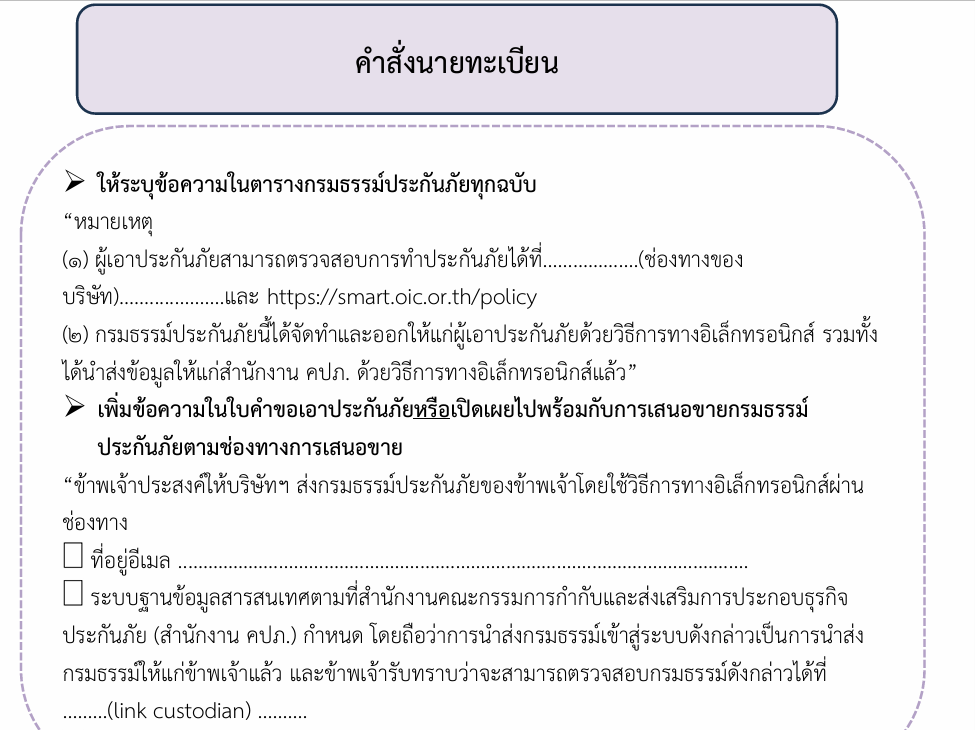 คำสั่งนายทะเบียน
➢ ให้ระบุข้อความในตารางกรมธรรม์ประกันภัยทุกฉบับ
“หมายเหตุ
(๑) ผู้เอาประกันภัยสามารถตรวจสอบการทำประกันภัยได้ที่...................(ช่องทางของ
บริษัท).....................และ https://smart.oic.or.th/policy
(๒) กรมธรรม์ประกันภัยนี้ได้จัดทำและออกให้แก่ผู้เอาประกันภัยด้วยวิธีการทางอิเล็กทรอนิกส์ รวมทั้ง
ได้นำส่งข้อมูลให้แก่สำนักงาน คปภ. ด้วยวิธีการทางอิเล็กทรอนิกส์แล้ว”
➢ เพิ่มข้อความในใบคำขอเอาประกันภัยหรือเปิดเผยไปพร้อมกับการเสนอขายกรมธรรม์
ประกันภัยตามช่องทางการเสนอขาย
“ข้าพเจ้าประสงค์ให้บริษัทฯ ส่งกรมธรรม์ประกันภัยของข้าพเจ้าโดยใช้วิธีการทางอิเล็กทรอนิกส์ผ่าน
ช่องทาง
☐ ที่อยู่อีเมล ..................................................................................................................
☐ ระบบฐานข้อมูลสารสนเทศตามที่สำนักงานคณะกรรมการกำกับและส่งเสริมการประกอบธุรกิจ
ประกันภัย (สำนักงาน คปภ.) กำหนด โดยถือว่าการนำส่งกรมธรรม์เข้าสู่ระบบดังกล่าวเป็นการนำส่ง
กรมธรรม์ให้แก่ข้าพเจ้าแล้ว และข้าพเจ้ารับทราบว่าจะสามารถตรวจสอบกรมธรรม์ดังกล่าวได้ที่
.........(link custodian) ..........